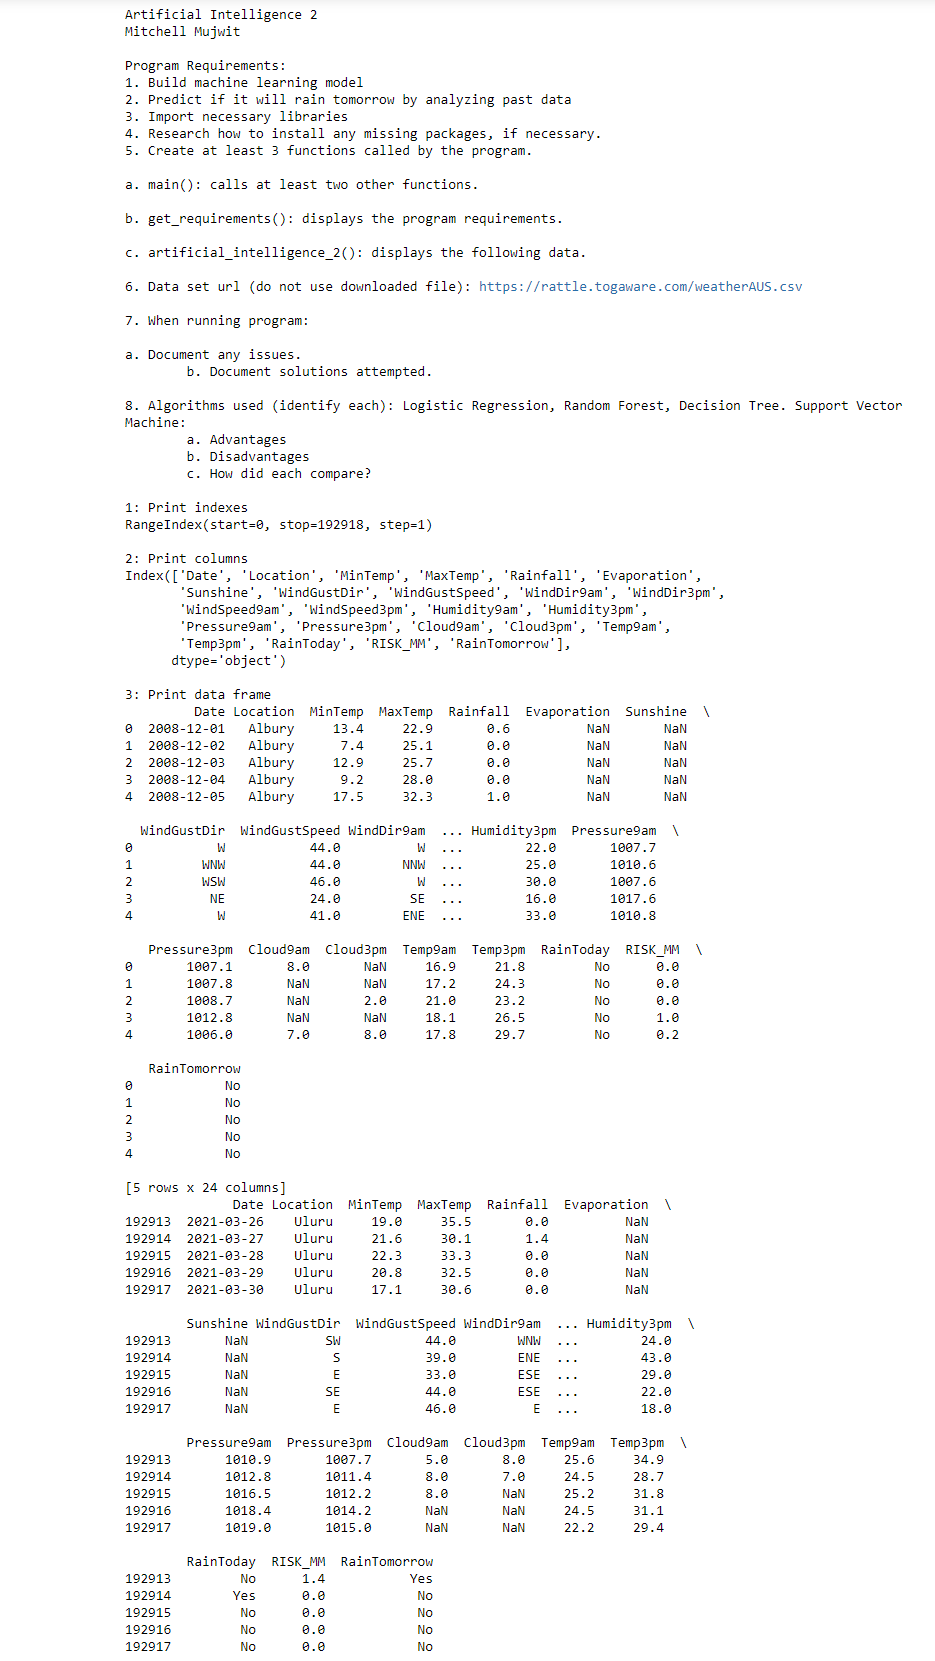 Artificial Intelligence 2
Mitchell Mujwit
Program Requirements:
1. Build machine learning model
2. Predict if it will rain tomorrow by analyzing past data
3. Import necessary libraries
4. Research how to install any missing packages, if necessary.
5. Create at least 3 functions called by the program.
a. main(): calls at least two other functions.
b. get_requirements(): displays the program requirements.
c. artificial_intelligence_2(): displays the following data.
6. Data set url (do not use downloaded file): https://rattle.togaware.com/weatherAUS.csv
7. When running program:
a. Document any issues.
b. Document solutions attempted.
8. Algorithms used (identify each): Logistic Regression, Random Forest, Decision Tree. Support Vector
Machine:
a. Advantages
b. Disadvantages
c. How did each compare?
1: Print indexes
RangeIndex(start=0, stop=192918, step=1)
2: Print columns
Index(['Date', 'Location', 'MinTemp', 'MaxTemp', 'Rainfall', 'Evaporation',
'Sunshine', 'WindGustDir', 'WindGustSpeed', 'WindDir9am', 'WindDir3pm',
'WindSpeed9am', 'WindSpeed3pm', 'Humidity9am', 'Humidity3pm',
'Pressure9am', 'Pressure3pm', 'Cloud9am', 'Cloud3pm', 'Temp9am',
'Temp3pm', 'RainToday', 'RISK_MM', 'RainTomorrow'],
dtype='object')
3: Print data frame
Date Location MinTemp MaxTemp Rainfall Evaporation Sunshine \
0 2008-12-01 Albury 13.4 22.9 0.6 NaN NaN
1 2008-12-02 Albury 7.4 25.1 0.0 NaN NaN
2 2008-12-03 Albury 12.9 25.7 0.0 NaN NaN
3 2008-12-04 Albury 9.2 28.0 0.0 NaN NaN
4 2008-12-05 Albury 17.5 32.3 1.0 NaN NaN
WindGustDir WindGustSpeed WindDir9am ... Humidity3pm Pressure9am \
0 W 44.0 W ... 22.0 1007.7
1 WNW 44.0 NNW ... 25.0 1010.6
2 WSW 46.0 W ... 30.0 1007.6
3 NE 24.0 SE ... 16.0 1017.6
4 W 41.0 ENE ... 33.0 1010.8
Pressure3pm Cloud9am Cloud3pm Temp9am Temp3pm RainToday RISK_MM \
0 1007.1 8.0 NaN 16.9 21.8 No 0.0
1 1007.8 NaN NaN 17.2 24.3 No 0.0
2 1008.7 NaN 2.0 21.0 23.2 No 0.0
3 1012.8 NaN NaN 18.1 26.5 No 1.0
4 1006.0 7.0 8.0 17.8 29.7 No 0.2
RainTomorrow
0 No
1 No
2 No
3 No
4 No
[5 rows x 24 columns]
Date Location MinTemp MaxTemp Rainfall Evaporation \
192913 2021-03-26 Uluru 19.0 35.5 0.0 NaN
192914 2021-03-27 Uluru 21.6 30.1 1.4 NaN
192915 2021-03-28 Uluru 22.3 33.3 0.0 NaN
192916 2021-03-29 Uluru 20.8 32.5 0.0 NaN
192917 2021-03-30 Uluru 17.1 30.6 0.0 NaN
Sunshine WindGustDir WindGustSpeed WindDir9am ... Humidity3pm \
192913 NaN SW 44.0 WNW ... 24.0
192914 NaN S 39.0 ENE ... 43.0
192915 NaN E 33.0 ESE ... 29.0
192916 NaN SE 44.0 ESE ... 22.0
192917 NaN E 46.0 E ... 18.0
Pressure9am Pressure3pm Cloud9am Cloud3pm Temp9am Temp3pm \
192913 1010.9 1007.7 5.0 8.0 25.6 34.9
192914 1012.8 1011.4 8.0 7.0 24.5 28.7
192915 1016.5 1012.2 8.0 NaN 25.2 31.8
192916 1018.4 1014.2 NaN NaN 24.5 31.1
192917 1019.0 1015.0 NaN NaN 22.2 29.4
RainToday RISK_MM RainTomorrow
192913 No 1.4 Yes
192914 Yes 0.0 No
192915 No 0.0 No
192916 No 0.0 No
192917 No 0.0 No